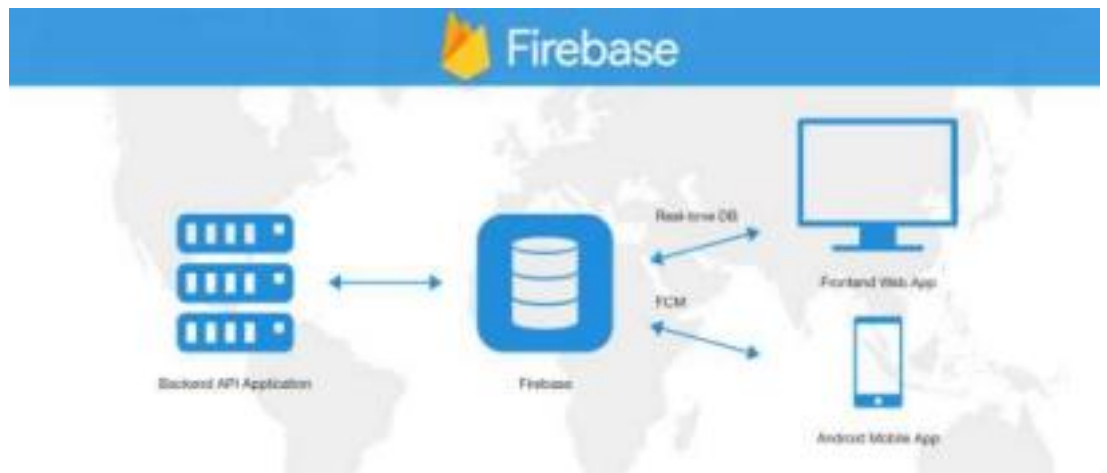 Firebase
Real-time DB
Frontend Web App
FCM
Backend API Application
Firebase
Android Mobile App